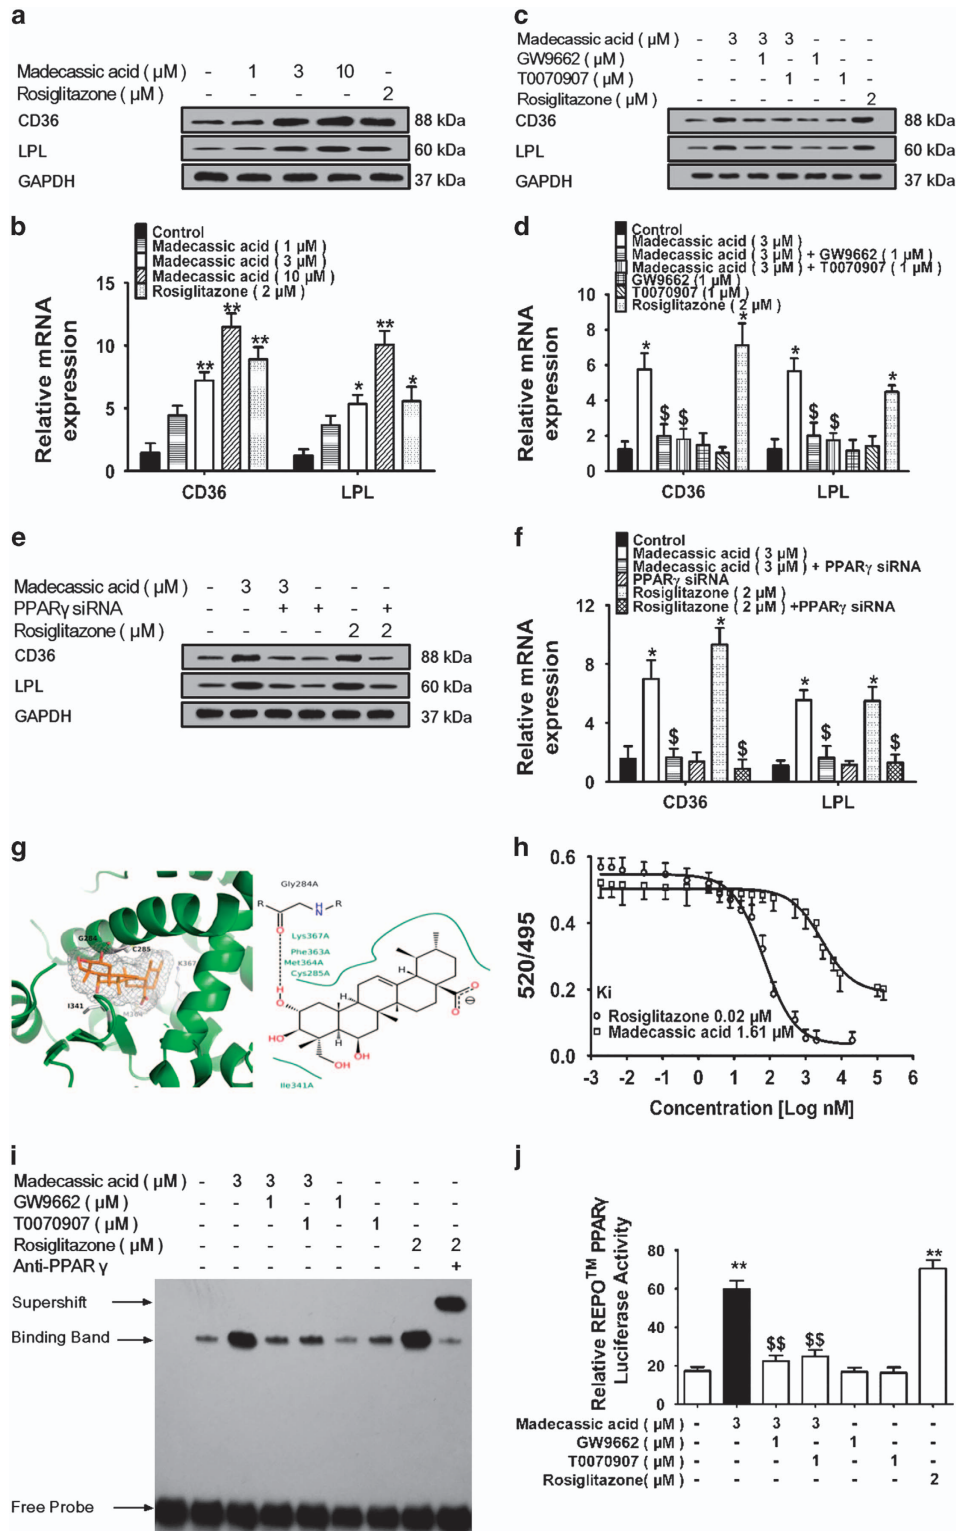 a
Madecassic acid ( µM ) - 1 3 10 -
Rosiglitazone ( µM ) - - - - 2
CD36 88 kDa
LPL 60 kDa
GAPDH 37 kDa
c
Madecassic acid ( µM ) - 3 3 3 - - -
GW9662 ( µM ) - - 1 - 1 - -
T0070907 ( µM ) - - - 1 - 1 -
Rosiglitazone ( µM ) - - - - - - 2
CD36 88 kDa
LPL 60 kDa
GAPDH 37 kDa
b
Control
Madecassic acid ( 1 µM )
Madecassic acid ( 3 µM )
Madecassic acid ( 10 µM )
Rosiglitazone ( 2 µM )
Relative mRNA
expression
15
10
5
0
** ** ** * ** *
CD36 LPL
d
Control
Madecassic acid ( 3 µM )
Madecassic acid ( 3 µM ) + GW9662 ( 1 µM )
Madecassic acid ( 3 µM ) + T0070907 ( 1 µM )
GW9662 (1 µM )
T0070907 (1 µM )
Rosiglitazone ( 2 µM )
Relative mRNA
expression
10
8
6
4
2
0
* $ $ * * $ $ *
CD36 LPL
e
Madecassic acid ( µM ) - 3 3 - - -
PPARγ siRNA - - + + - +
Rosiglitazone ( µM ) - - - - 2 2
CD36 88 kDa
LPL 60 kDa
GAPDH 37 kDa
f
Control
Madecassic acid ( 3 µM )
Madecassic acid ( 3 µM ) + PPARγ siRNA
PPARγ siRNA
Rosiglitazone ( 2 µM )
Rosiglitazone ( 2 µM ) +PPARγ siRNA
Relative mRNA
expression
12
8
4
0
* $ * $ * $ * $
CD36 LPL
g
G284
C285
K367
I341
M364
Gly284A
R N R
H
O
Lys367A
Phe363A
Met364A
Cys285A
H
O
HO
H
H
H
O
O
⊖
OH
OH
Ile341A
h
520/495
0.6
0.4
0.2
0.0
Ki
Rosiglitazone 0.02 µM
Madecassic acid 1.61 µM
-3 -2 -1 0 1 2 3 4 5 6
Concentration [Log nM]
i
Madecassic acid ( µM ) - 3 3 3 - - - -
GW9662 ( µM ) - - 1 - 1 - - -
T0070907 ( µM ) - - - 1 - 1 - -
Rosiglitazone ( µM ) - - - - - - 2 2
Anti-PPAR γ - - - - - - - +
Supershift
Binding Band
Free Probe
j
Relative REPO™ PPARγ
Luciferase Activity
80
60
40
20
0
** $$ $$ **
Madecassic acid ( µM ) - 3 3 3 - - -
GW9662 ( µM ) - - 1 - 1 - -
T0070907 ( µM ) - - - 1 - 1 -
Rosiglitazone( µM ) - - - - - - 2